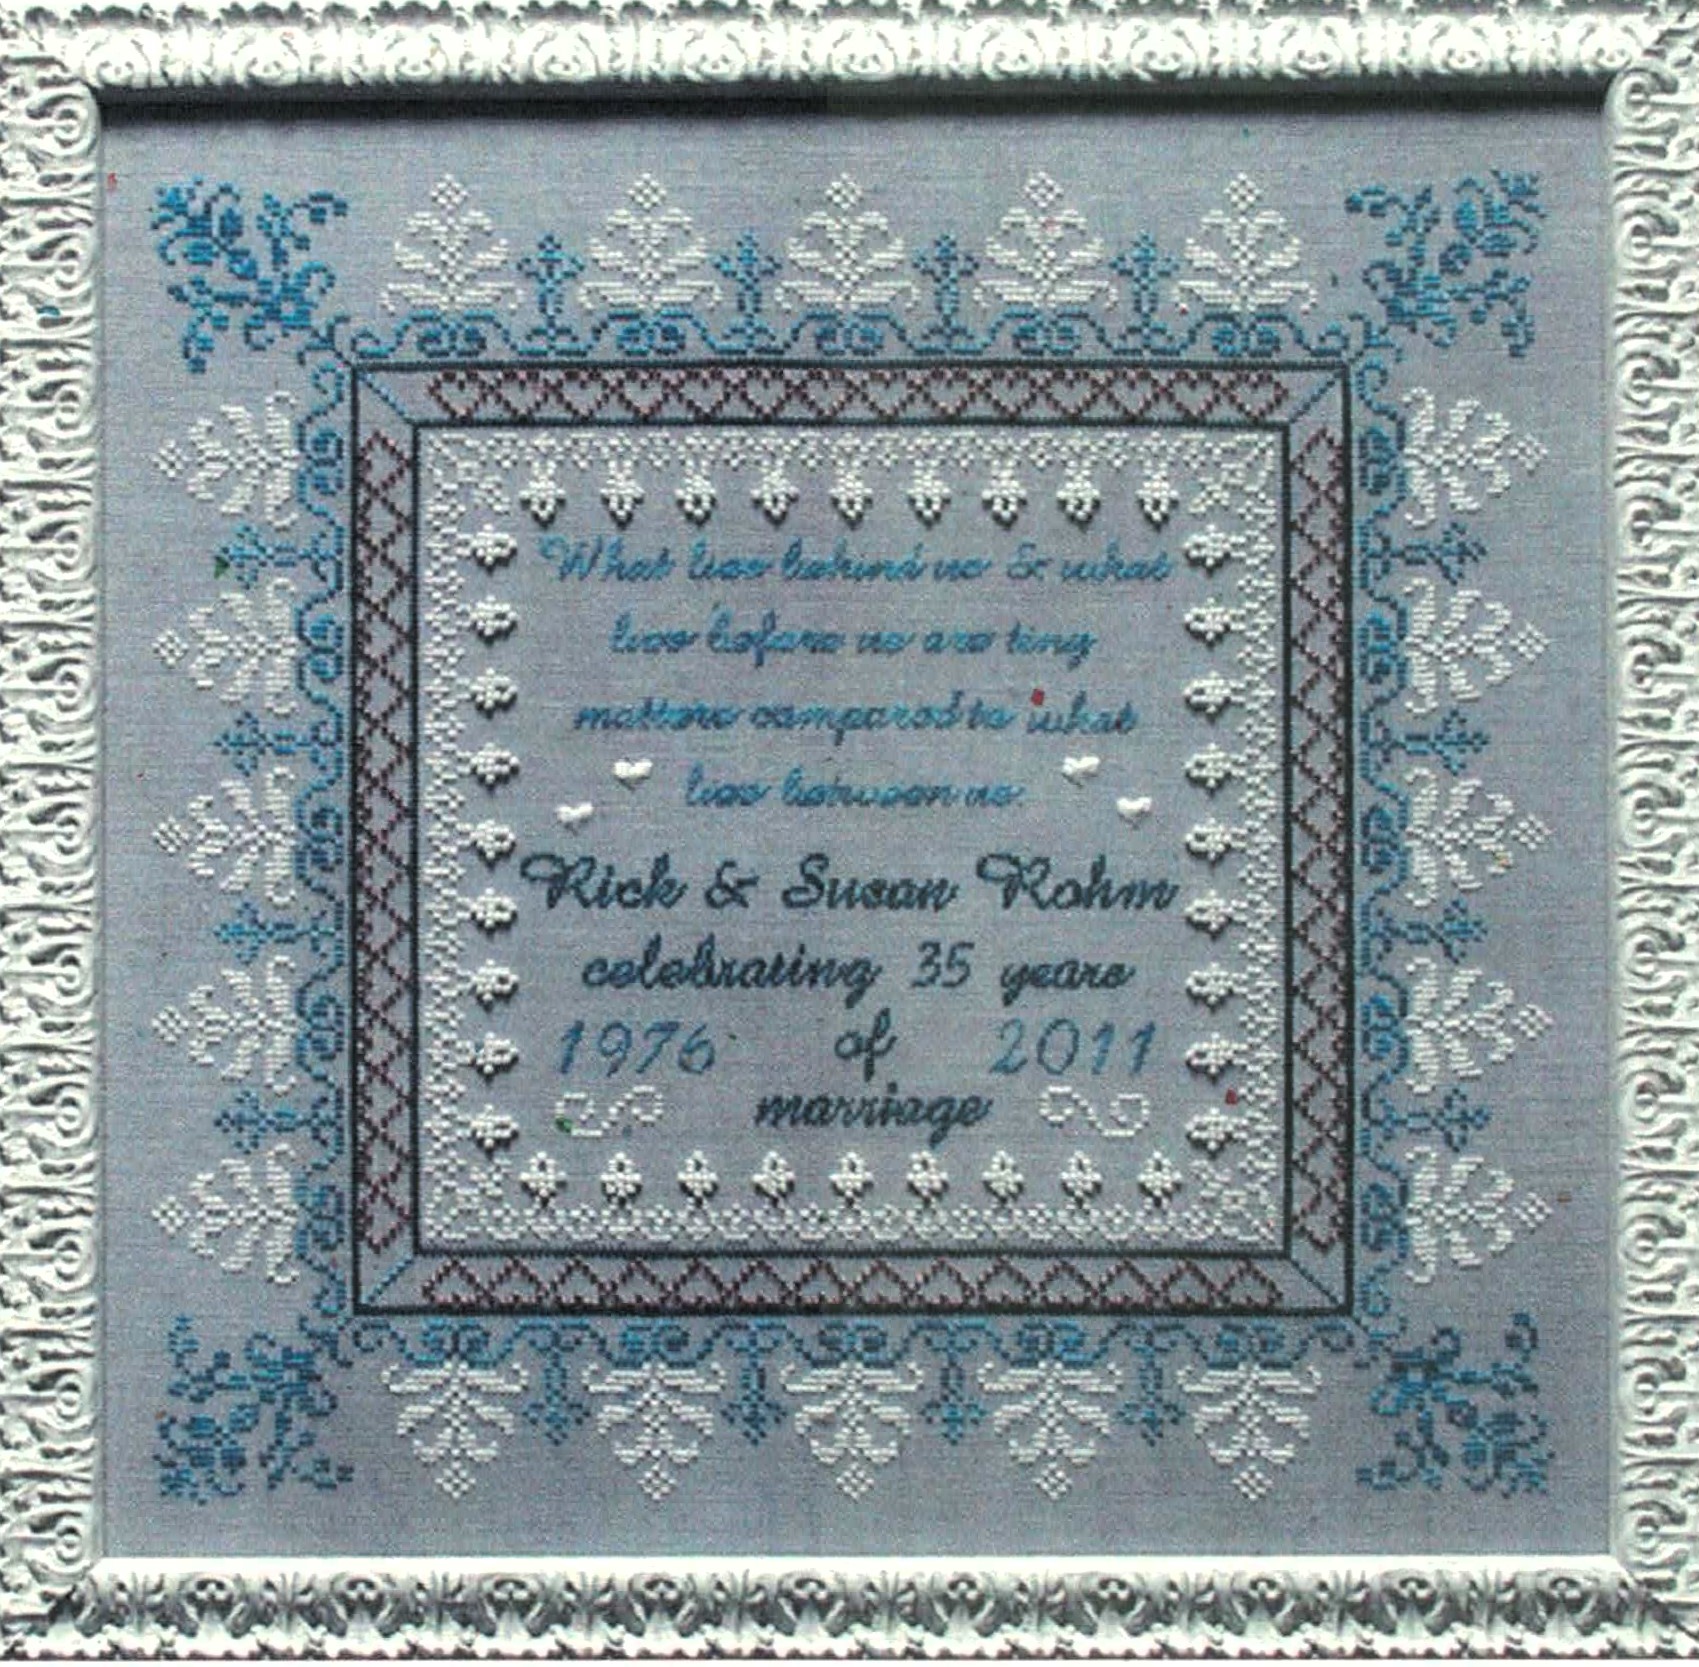 What lies behind us & what
lies before us are tiny
matters compared to what
lies between us.
Rick & Susan Rohm
celebrating 35 years
1976 of 2011
marriage